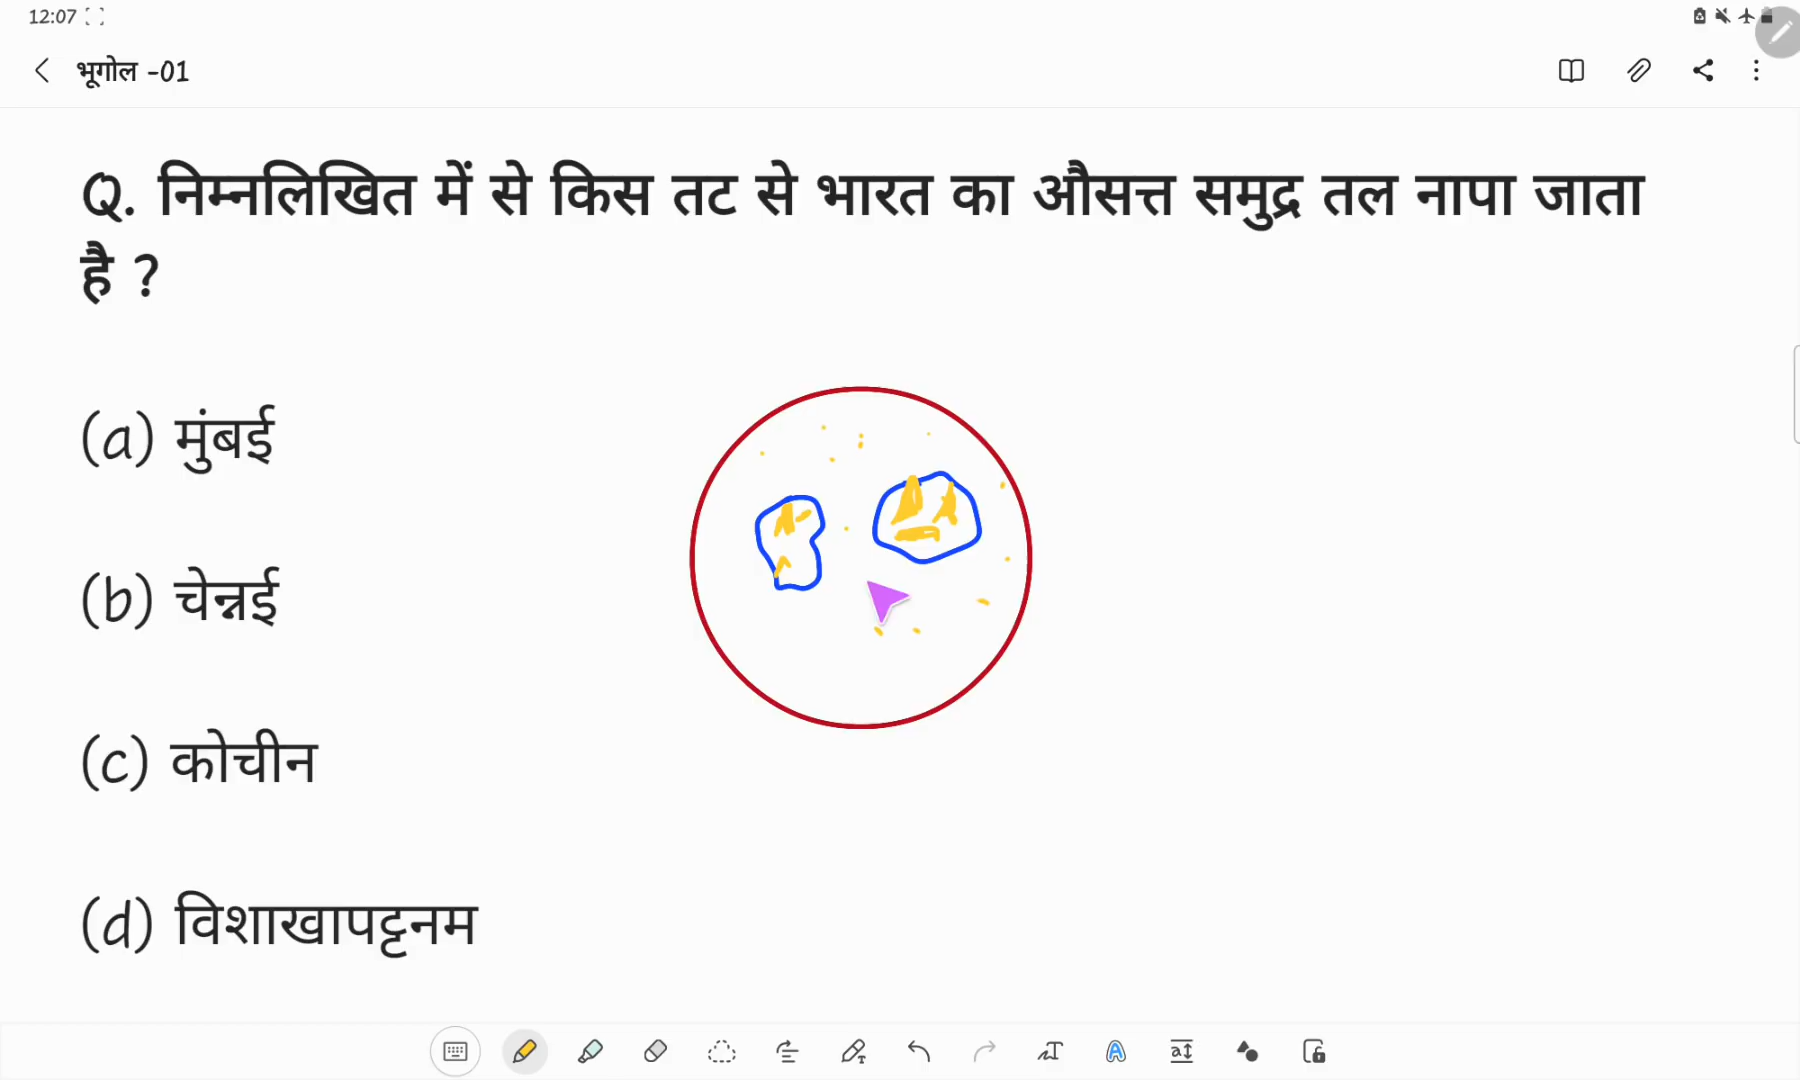 12:07
भूगोल -01
Q. निम्नलिखित में से किस तट से भारत का औसत्त समुद्र तल नापा जाता
है ?
(a) मुंबई
(b) चेन्नई
(c) कोचीन
(d) विशाखापट्टनम